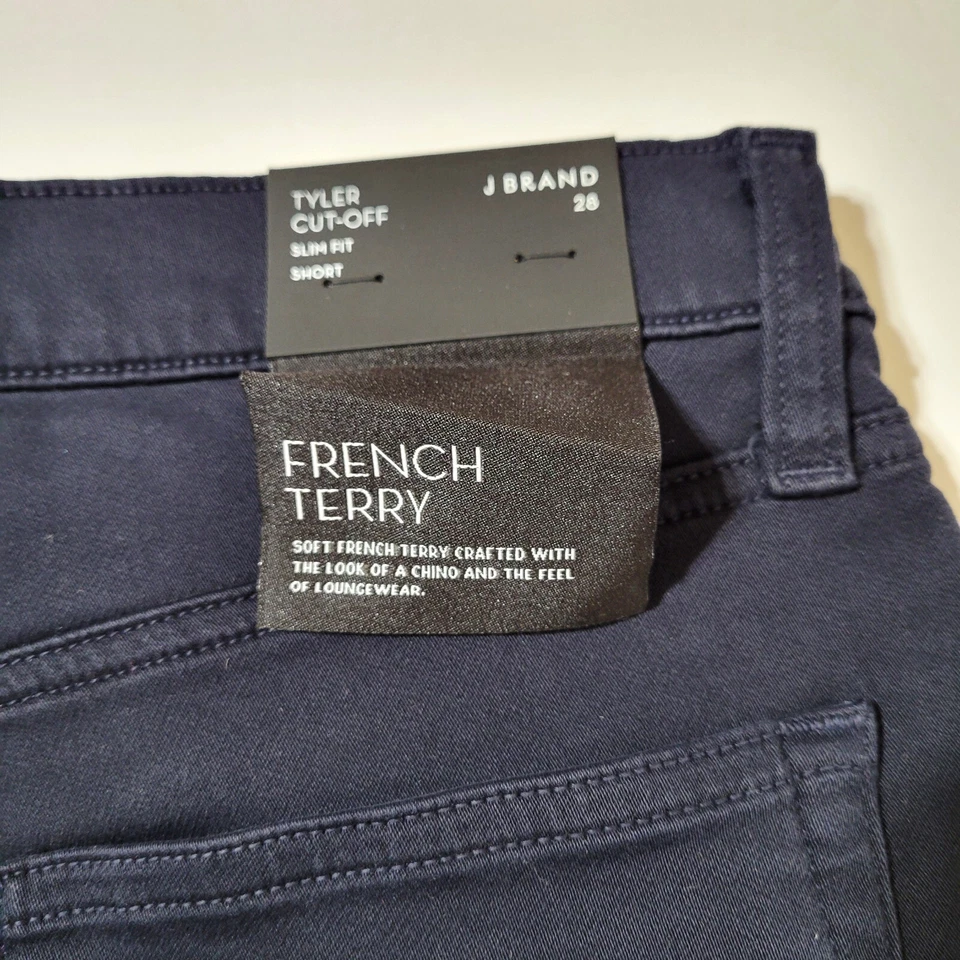 TYLER
CUT-OFF
SLIM FIT
SHORT
J BRAND
28
FRENCH
TERRY
SOFT FRENCH TERRY CRAFTED WITH
THE LOOK OF A CHINO AND THE FEEL
OF LOUNGEWEAR.